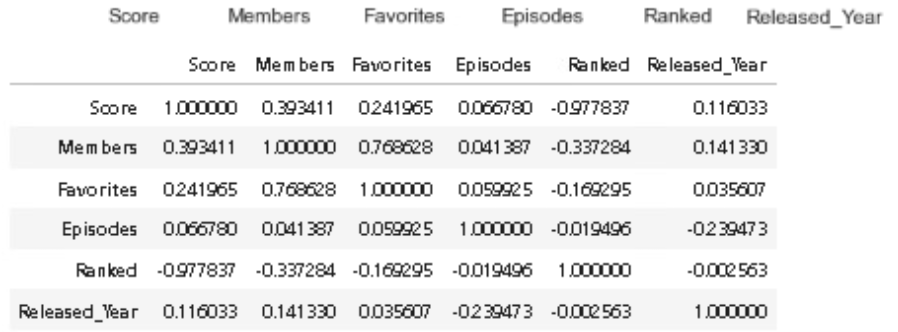 Score Members Favorites Episodes Ranked Released_Year
Score Members Favorites Episodes Ranked Released_Year
Score 1.000000 0.393411 0.241965 0.066780 -0.977837 0.116033
Members 0.393411 1.000000 0.768628 0.041387 -0.337284 0.141330
Favorites 0.241965 0.768628 1.000000 0.059925 -0.169295 0.035607
Episodes 0.066780 0.041387 0.059925 1.000000 -0.019496 -0.239473
Ranked -0.977837 -0.337284 -0.169295 -0.019496 1.000000 -0.002563
Released_Year 0.116033 0.141330 0.035607 -0.239473 -0.002563 1.000000